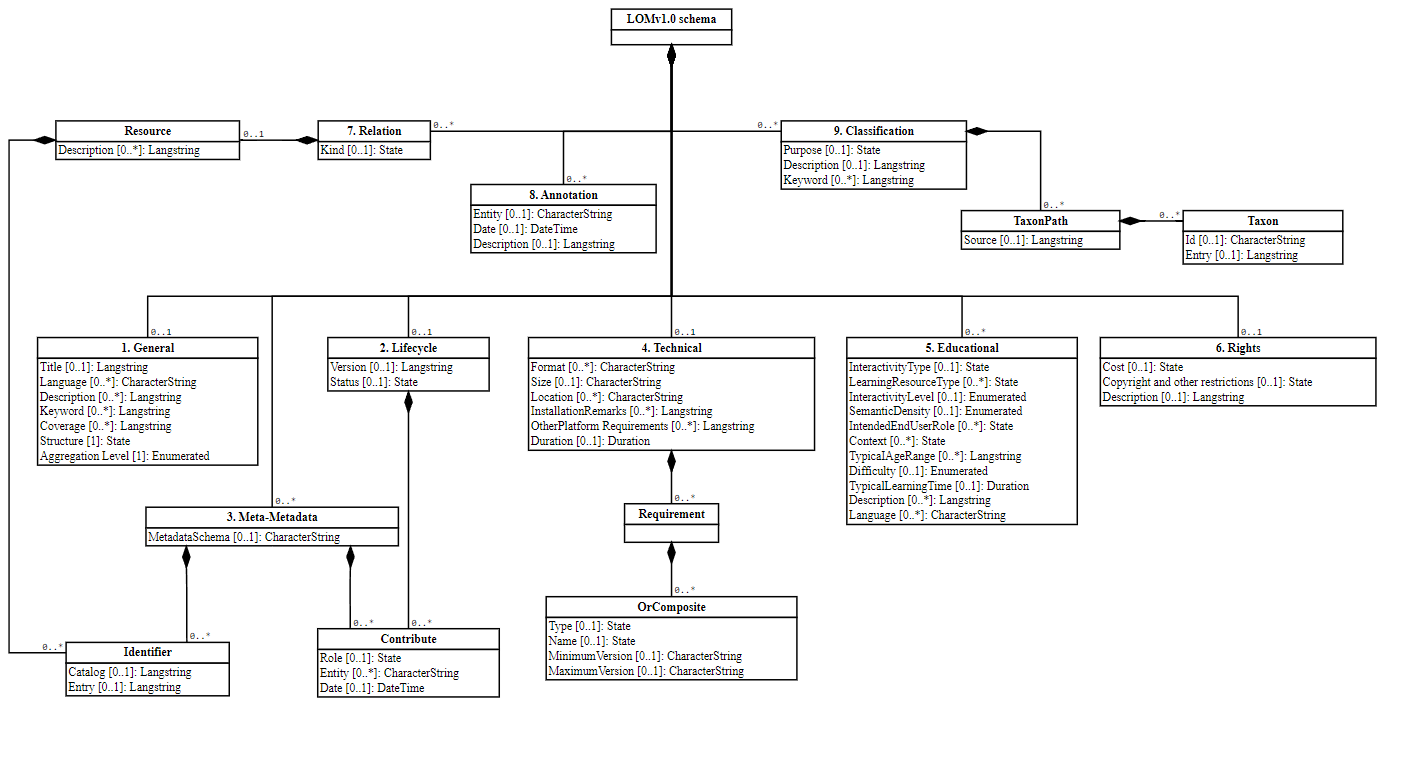 LOMv1.0 schema
Resource
Description [0..*]: Langstring
0..1
7. Relation
Kind [0..1]: State
0..*
0..*
9. Classification
Purpose [0..1]: State
Description [0..1]: Langstring
Keyword [0..*]: Langstring
0..*
8. Annotation
Entity [0..1]: CharacterString
Date [0..1]: DateTime
Description [0..1]: Langstring
0..*
TaxonPath
Source [0..1]: Langstring
0..*
Taxon
Id [0..1]: CharacterString
Entry [0..1]: Langstring
0..1
1. General
Title [0..1]: Langstring
Language [0..*]: CharacterString
Description [0..*]: Langstring
Keyword [0..*]: Langstring
Coverage [0..*]: Langstring
Structure [1]: State
Aggregation Level [1]: Enumerated
0..1
2. Lifecycle
Version [0..1]: Langstring
Status [0..1]: State
0..1
4. Technical
Format [0..*]: CharacterString
Size [0..1]: CharacterString
Location [0..*]: CharacterString
InstallationRemarks [0..*]: Langstring
OtherPlatform Requirements [0..*]: Langstring
Duration [0..1]: Duration
0..*
5. Educational
InteractivityType [0..1]: State
LearningResourceType [0..*]: State
InteractivityLevel [0..1]: Enumerated
SemanticDensity [0..1]: Enumerated
IntendedEndUserRole [0..*]: State
Context [0..*]: State
TypicalAgeRange [0..*]: Langstring
Difficulty [0..1]: Enumerated
TypicalLearningTime [0..1]: Duration
Description [0..*]: Langstring
Language [0..*]: CharacterString
0..1
6. Rights
Cost [0..1]: State
Copyright and other restrictions [0..1]: State
Description [0..1]: Langstring
0..*
3. Meta-Metadata
MetadataSchema [0..1]: CharacterString
0..*
Requirement
0..*
OrComposite
Type [0..1]: State
Name [0..1]: State
MinimumVersion [0..1]: CharacterString
MaximumVersion [0..1]: CharacterString
0..*
0..*
Identifier
Catalog [0..1]: Langstring
Entry [0..1]: Langstring
0..*
0..*
Contribute
Role [0..1]: State
Entity [0..*]: CharacterString
Date [0..1]: DateTime